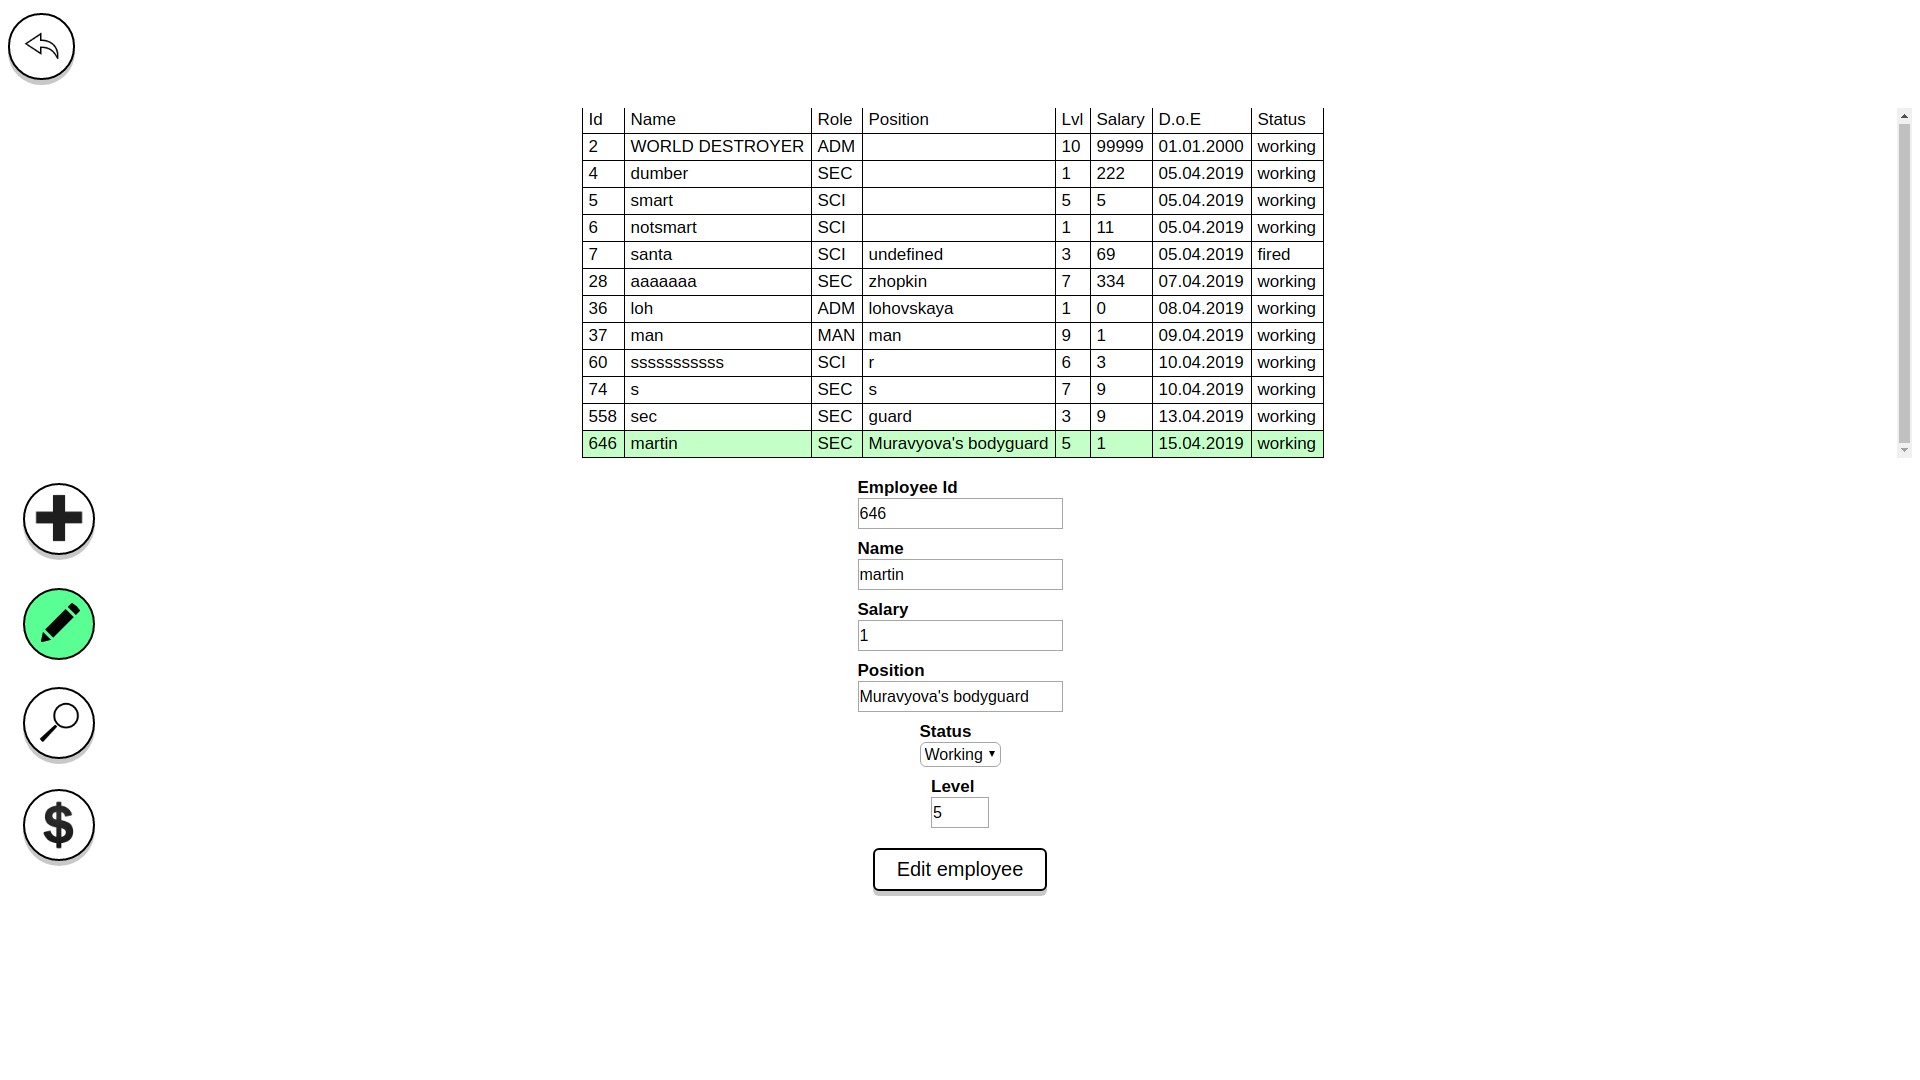 Id Name Role Position Lvl Salary D.o.E Status
2 WORLD DESTROYER ADM 10 99999 01.01.2000 working
4 dumber SEC 1 222 05.04.2019 working
5 smart SCI 5 5 05.04.2019 working
6 notsmart SCI 1 11 05.04.2019 working
7 santa SCI undefined 3 69 05.04.2019 fired
28 aaaaaaa SEC zhopkin 7 334 07.04.2019 working
36 loh ADM lohovskaya 1 0 08.04.2019 working
37 man MAN man 9 1 09.04.2019 working
60 sssssssssss SCI r 6 3 10.04.2019 working
74 s SEC s 7 9 10.04.2019 working
558 sec SEC guard 3 9 13.04.2019 working
646 martin SEC Muravyova's bodyguard 5 1 15.04.2019 working
Employee Id
646
Name
martin
Salary
1
Position
Muravyova's bodyguard
Status
Working
Level
5
Edit employee
$